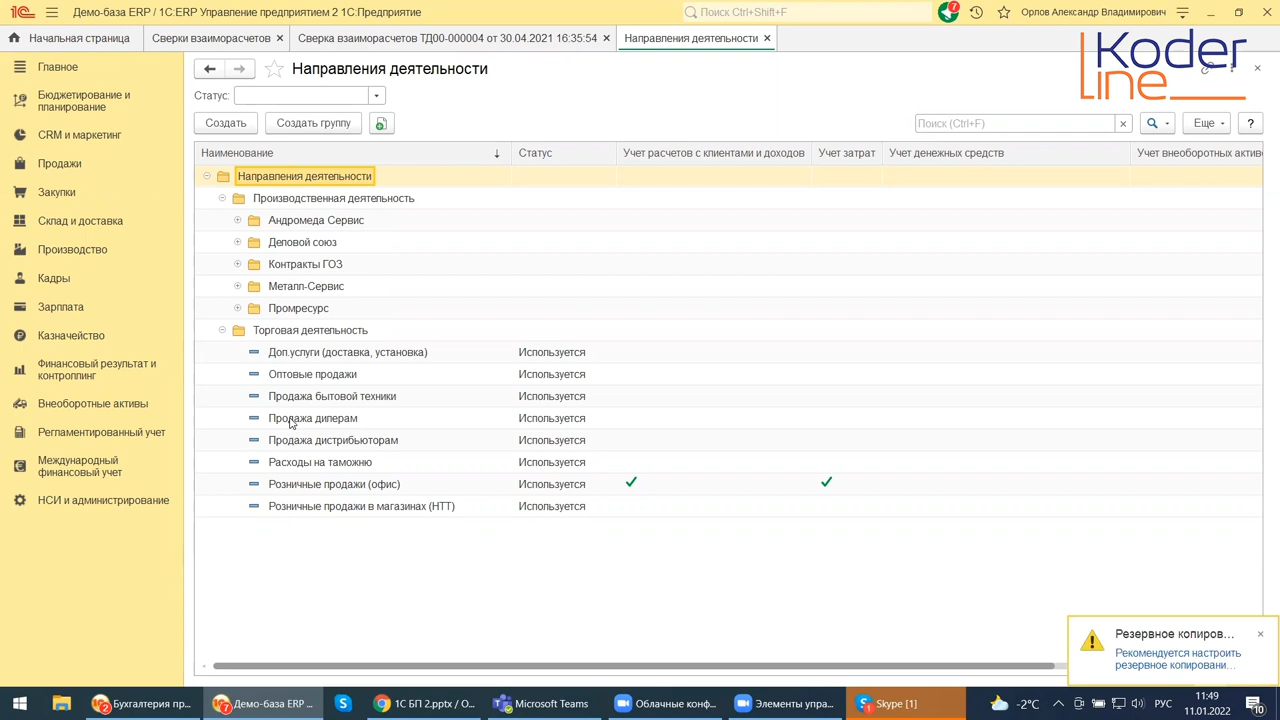 Демо-база ERP / 1С:ERP Управление предприятием 2 1С:Предприятие
Поиск Ctrl+Shift+F
7
Орлов Александр Владимирович
Начальная страница
Сверки взаиморасчетов
Сверка взаиморасчетов ТД00-000004 от 30.04.2021 16:35:54
Направления деятельности
Koder
line
Главное
Бюджетирование и
планирование
CRM и маркетинг
Продажи
Закупки
Склад и доставка
Производство
Кадры
Зарплата
Казначейство
Финансовый результат и
контроллинг
Внеоборотные активы
Регламентированный учет
Международный
финансовый учет
НСИ и администрирование
Направления деятельности
Статус:
Создать
Создать группу
Поиск (Ctrl+F)
Еще
?
Наименование
Статус
Учет расчетов с клиентами и доходов
Учет затрат
Учет денежных средств
Учет внеоборотных актив
Направления деятельности
Производственная деятельность
Андромеда Сервис
Деловой союз
Контракты ГОЗ
Металл-Сервис
Промресурс
Торговая деятельность
Доп.услуги (доставка, установка) Используется
Оптовые продажи Используется
Продажа бытовой техники Используется
Продажа дилерам Используется
Продажа дистрибьюторам Используется
Расходы на таможню Используется
Розничные продажи (офис) Используется
Розничные продажи в магазинах (НТТ) Используется
Резервное копиров...
Рекомендуется настроить
резервное копировани...
2
Бухгалтерия пр...
7
Демо-база ERP ...
1С БП 2.pptx / О...
Microsoft Teams
Облачные конф...
Элементы упра...
1
Skype [1]
-2°C
РУС
11:49
11.01.2022
10